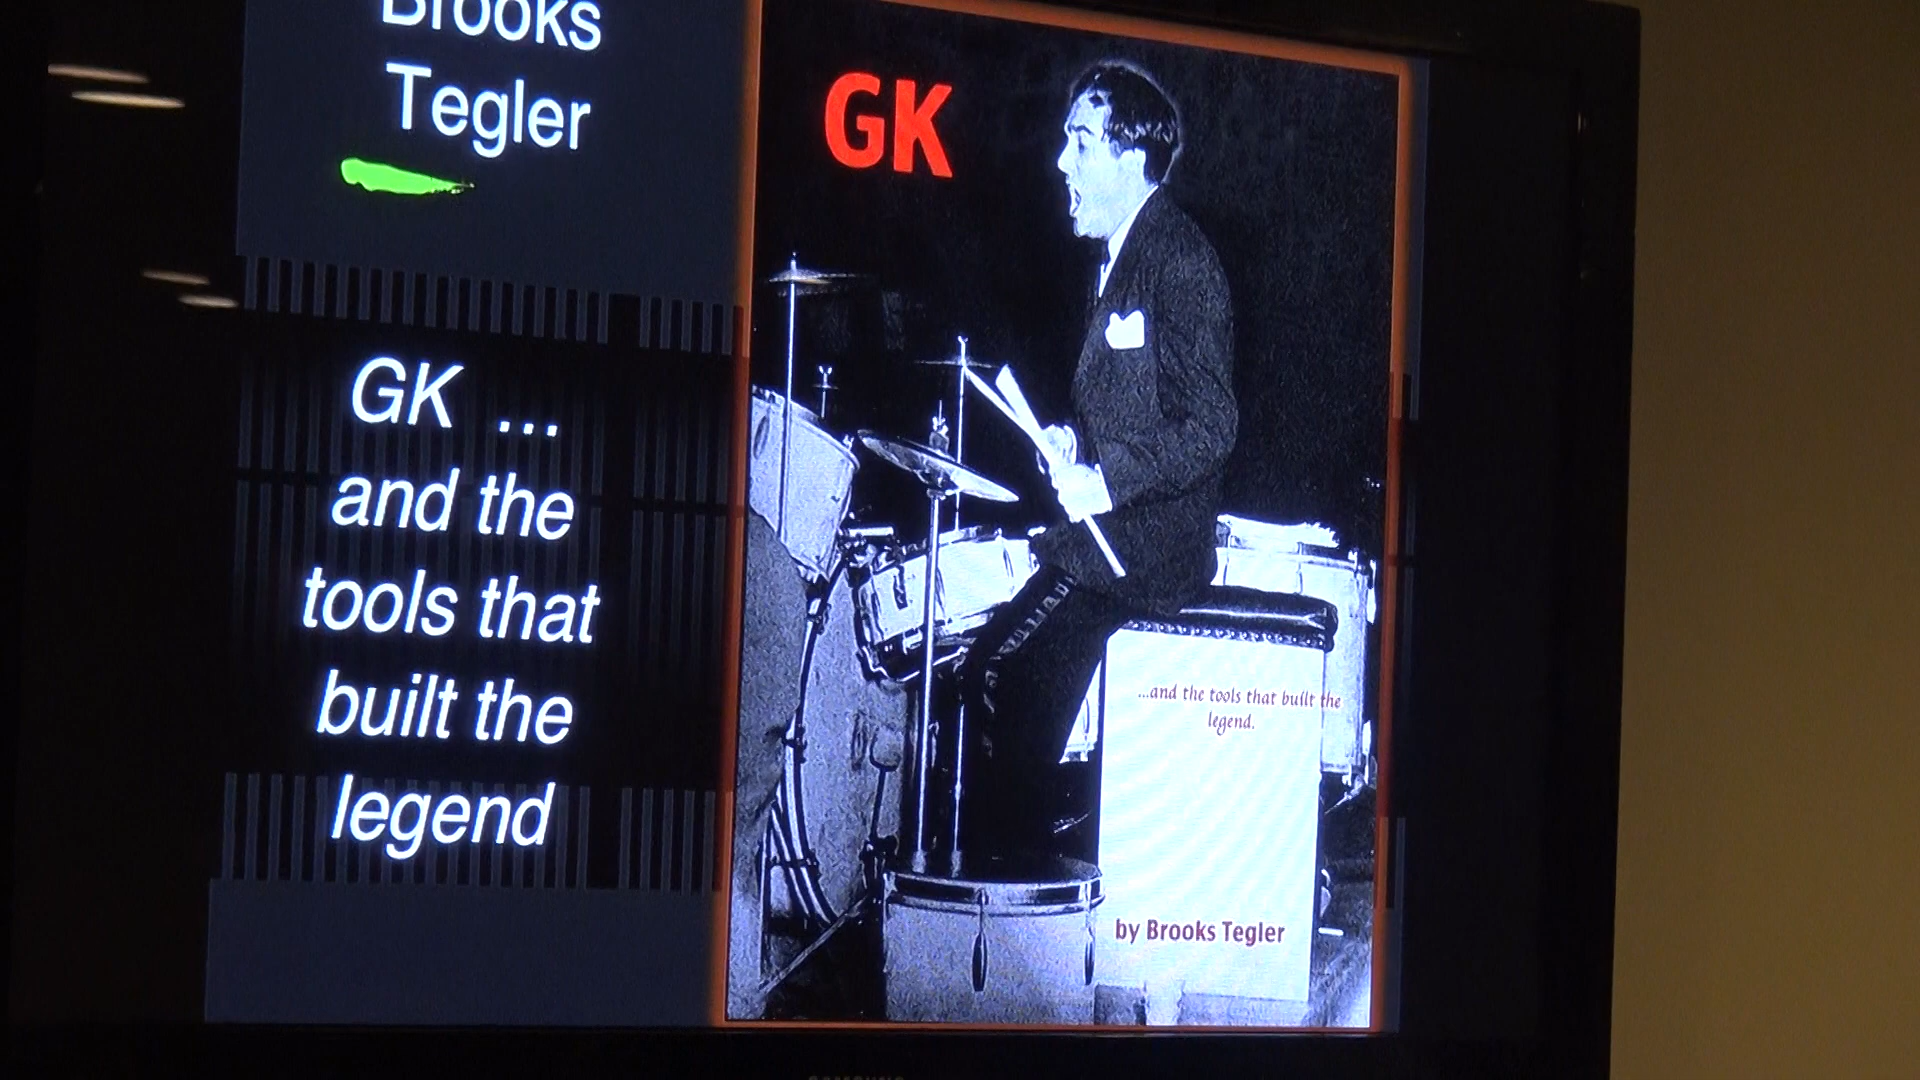 Brooks
Tegler
GK ...
and the
tools that
built the
legend
GK
...and the tools that built the
legend.
by Brooks Tegler